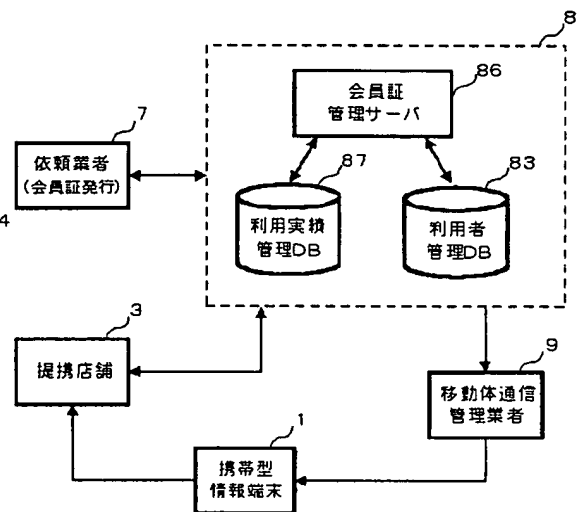 8
86
会員証
管理サーバ
7
依頼業者
(会員証発行)
87
83
利用実績
管理DB
利用者
管理DB
4
3
提携店舗
9
移動体通信
管理業者
1
携帯型
情報端末